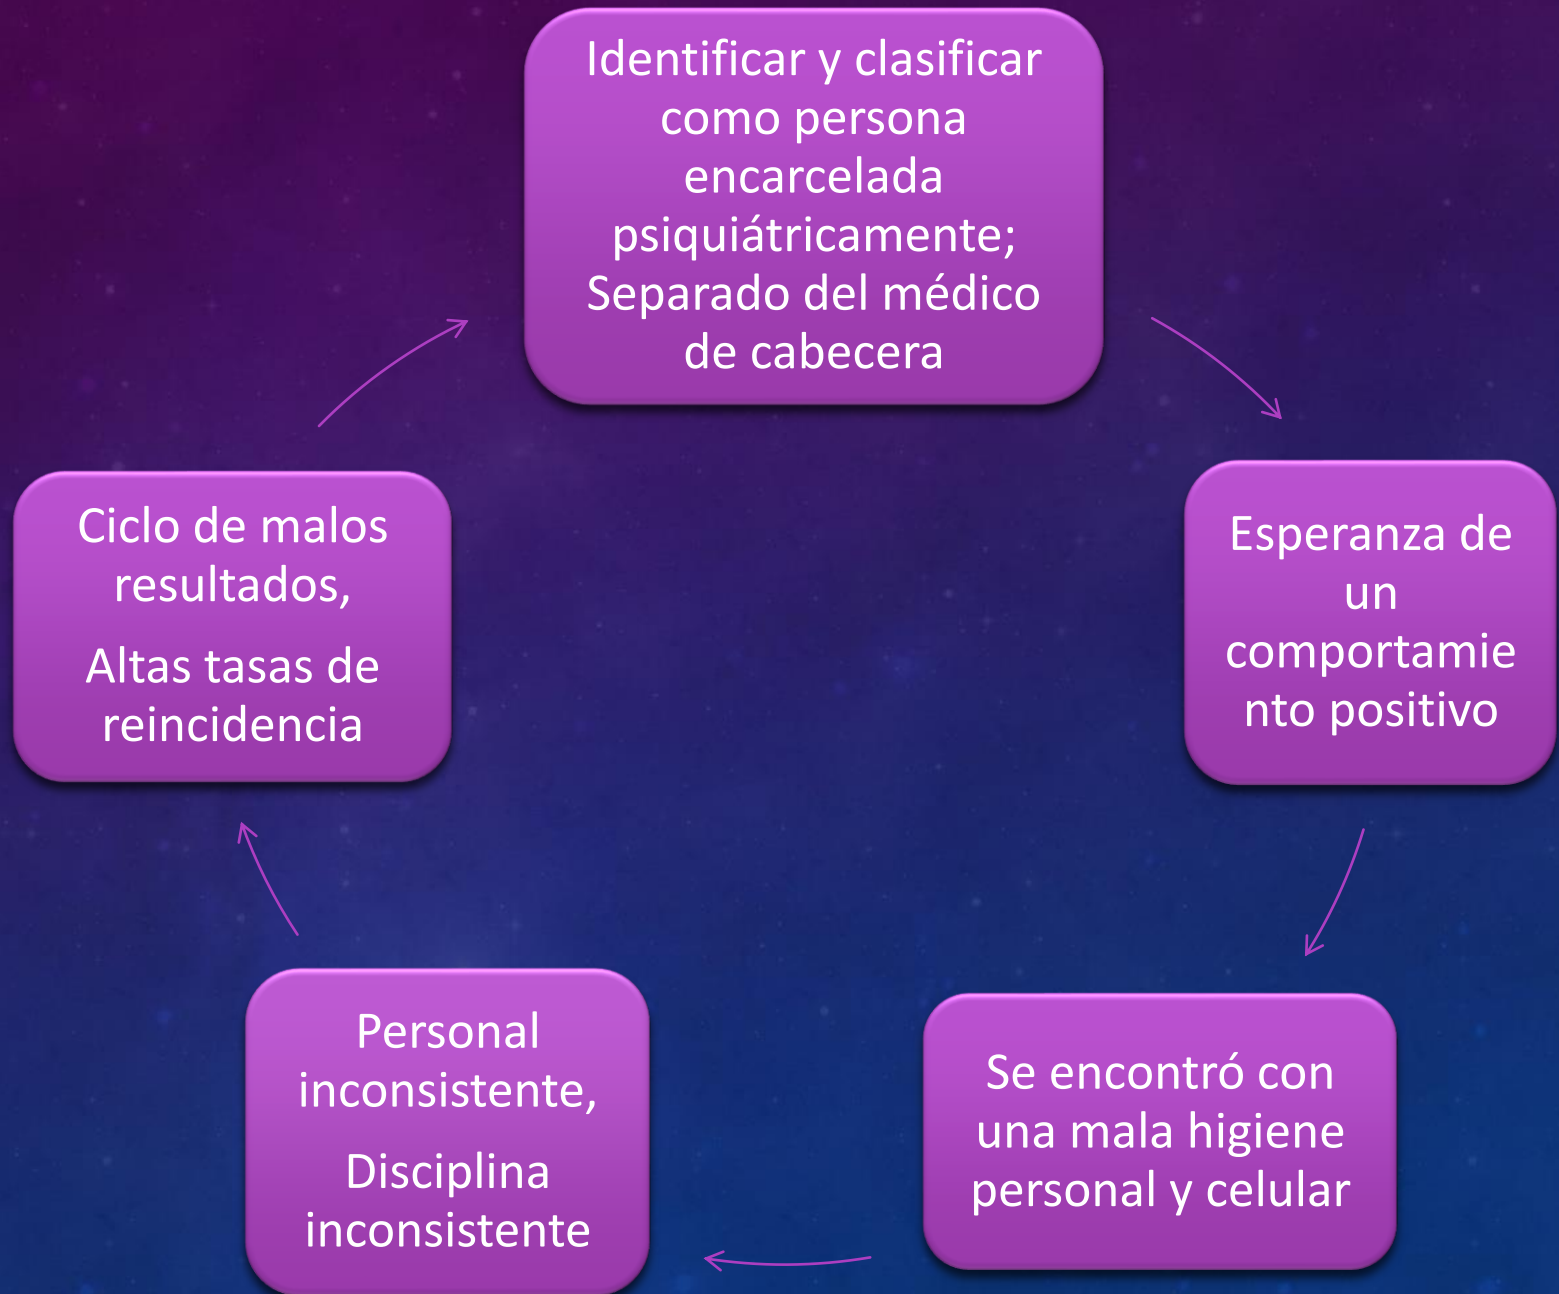 Identificar y clasificar
como persona
encarcelada
psiquiátricamente;
Separado del médico
de cabecera
Esperanza de
un
comportamie
nto positivo
Se encontró con
una mala higiene
personal y celular
Personal
inconsistente,
Disciplina
inconsistente
Ciclo de malos
resultados,
Altas tasas de
reincidencia